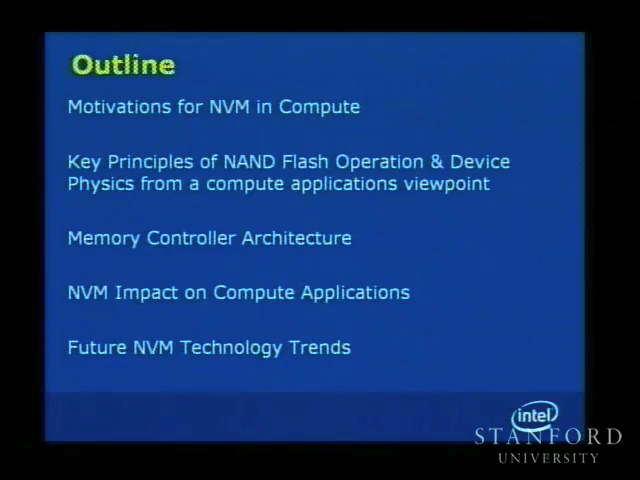 Outline
Motivations for NVM in Compute
Key Principles of NAND Flash Operation & Device
Physics from a compute applications viewpoint
Memory Controller Architecture
NVM Impact on Compute Applications
Future NVM Technology Trends
intel
STANFORD
UNIVERSITY